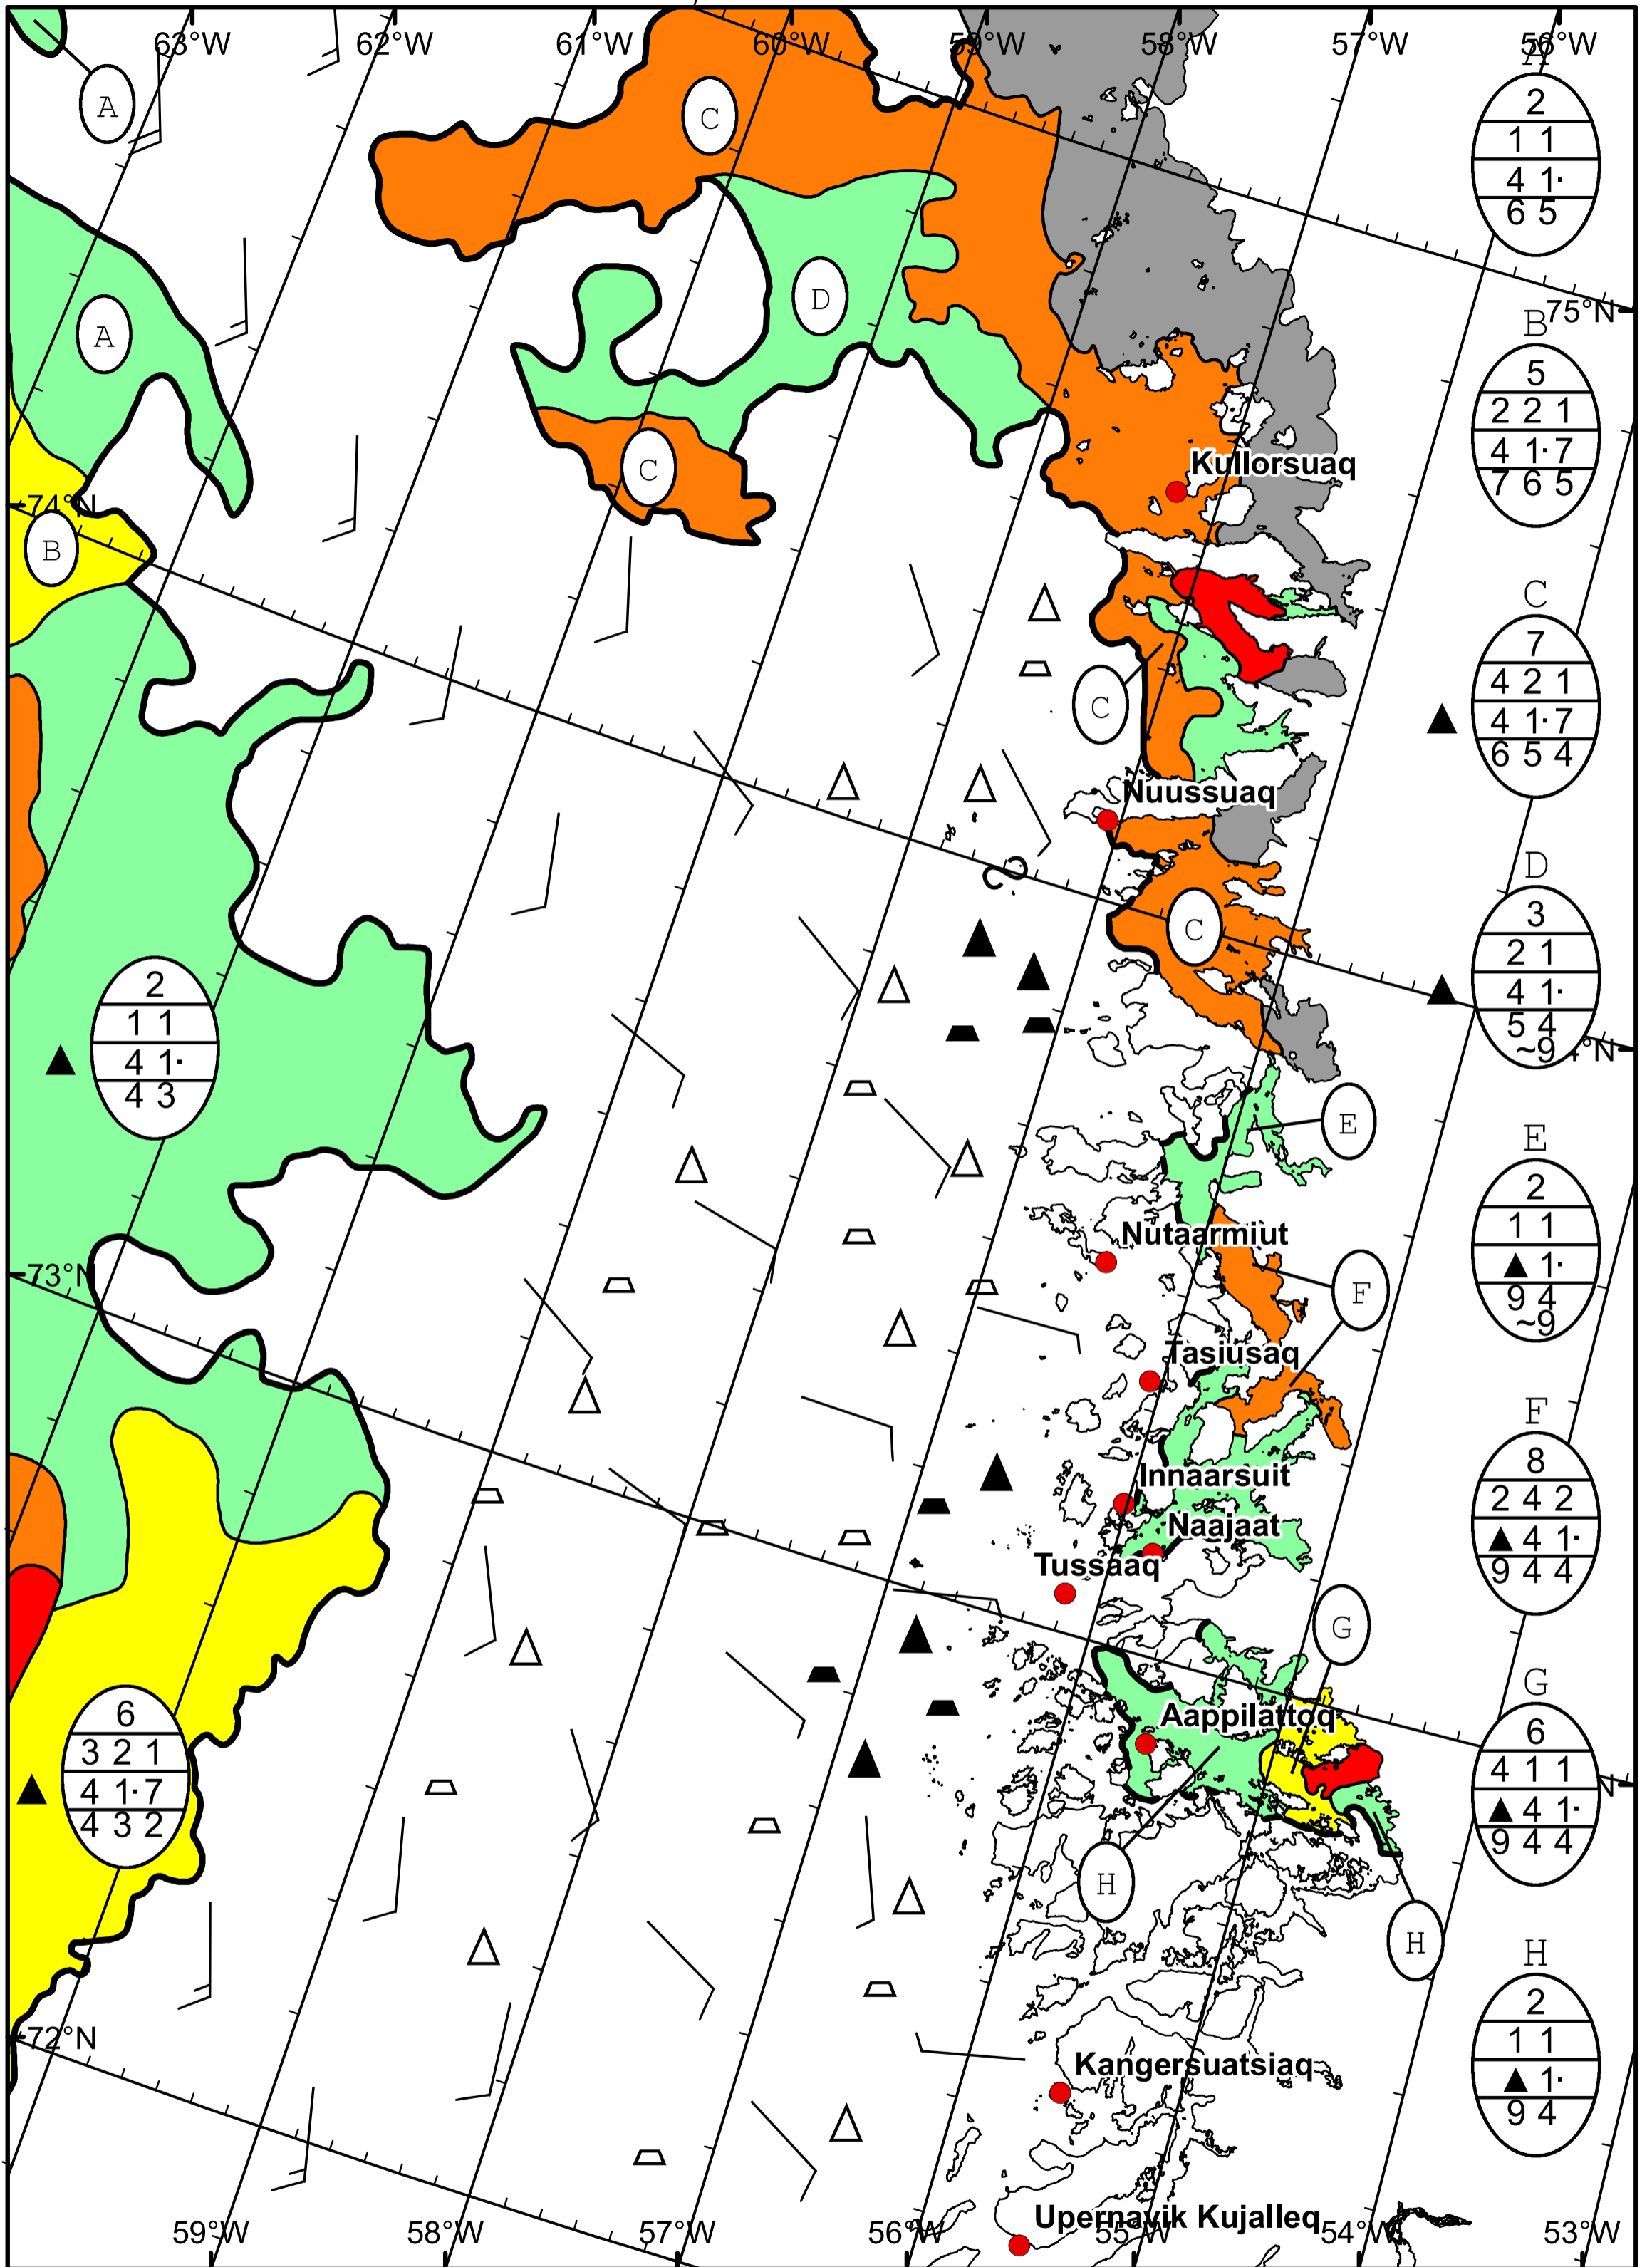 63°W 62°W 61°W 60°W 59°W 58°W 57°W 56°W
A
2
1 1
4 1·
6 5
A
C
A
D
B
75°N
5
2 2 1
4 1·7
7 6 5
C
Kullorsuaq
74°N
B
C
7
4 2 1
4 1·7
6 5 4
C
Nuussuaq
D
3
2 1
4 1·
5 4
~9
4°N
C
2
1 1
4 1·
4 3
E
E
2
1 1
1·
9 4
~9
Nutaarmiut
73°N
F
Tasiusaq
F
8
2 4 2
4 1·
9 4 4
Innaarsuit
Naajaat
Tussaaq
G
G
6
4 1 1
4 1·
9 4 4
Aappilattoq
N
6
3 2 1
4 1·7
4 3 2
H
H
H
2
1 1
1·
9 4
72°N
Kangersuatsiaq
Upernavik Kujalleq
59°W 58°W 57°W 56°W 55°W 54°W 53°W